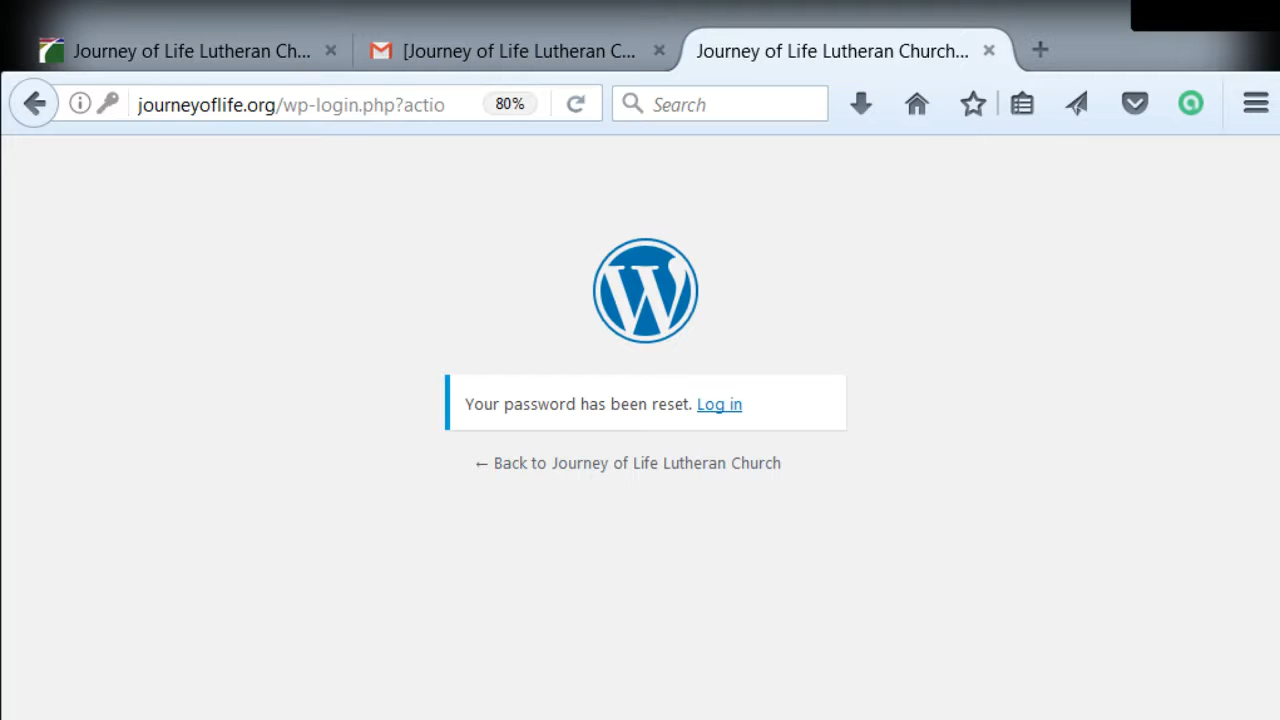 Journey of Life Lutheran Ch...
[Journey of Life Lutheran C...
Journey of Life Lutheran Church...
journeyoflife.org/wp-login.php?actio
80%
Search
Your password has been reset. Log in
← Back to Journey of Life Lutheran Church